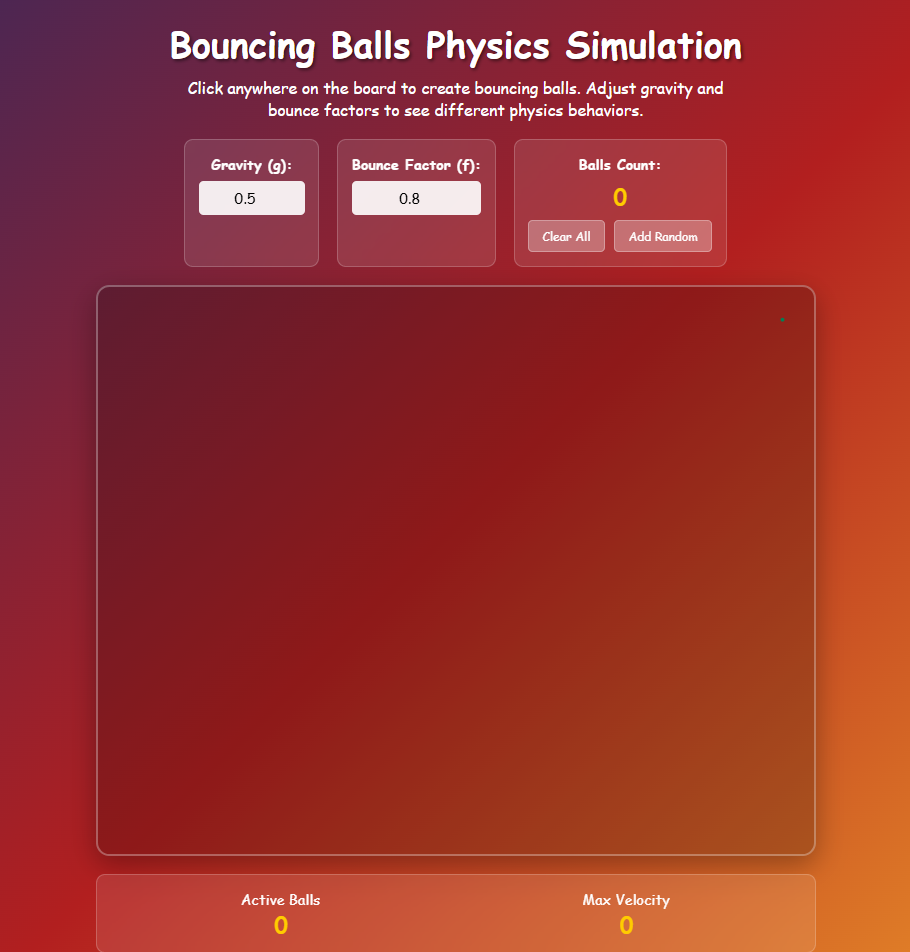 Bouncing Balls Physics Simulation
Click anywhere on the board to create bouncing balls. Adjust gravity and
bounce factors to see different physics behaviors.
Gravity (g):
0.5
Bounce Factor (f):
0.8
Balls Count:
0
Clear All
Add Random
Active Balls
0
Max Velocity
0